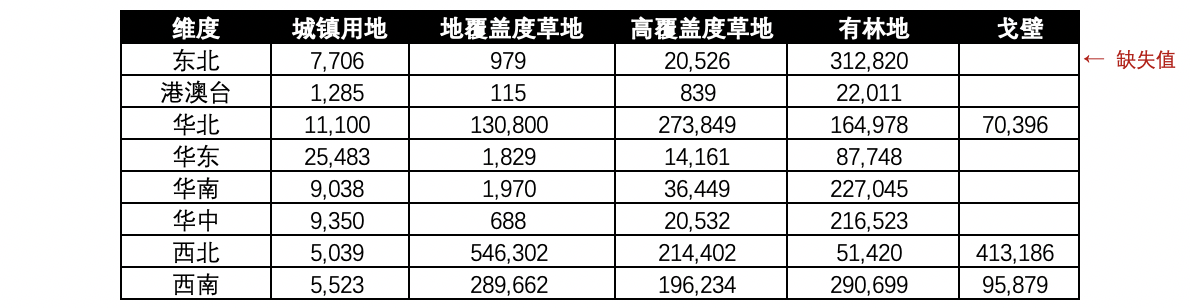 维度 城镇用地 地覆盖度草地 高覆盖度草地 有林地 戈壁
东北 7,706 979 20,526 312,820 ← 缺失值
港澳台 1,285 115 839 22,011
华北 11,100 130,800 273,849 164,978 70,396
华东 25,483 1,829 14,161 87,748
华南 9,038 1,970 36,449 227,045
华中 9,350 688 20,532 216,523
西北 5,039 546,302 214,402 51,420 413,186
西南 5,523 289,662 196,234 290,699 95,879